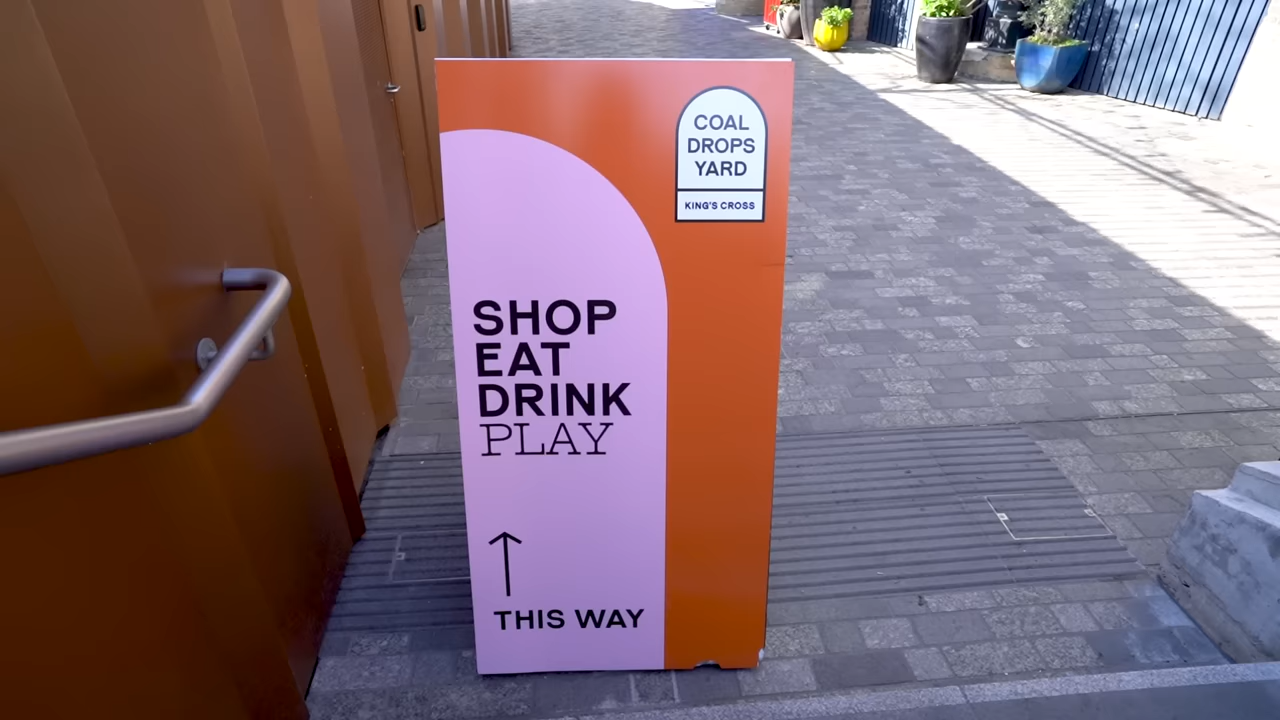 COAL
DROPS
YARD
KING'S CROSS
SHOP
EAT
DRINK
PLAY
THIS WAY